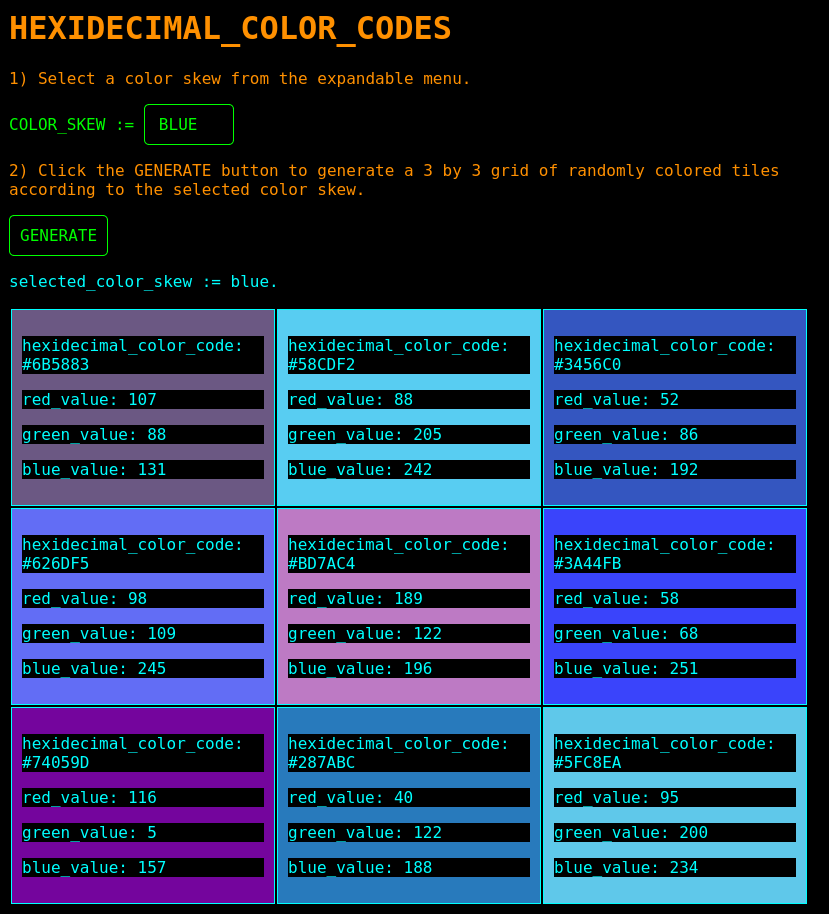 HEXIDECIMAL_COLOR_CODES
1) Select a color skew from the expandable menu.
COLOR_SKEW := BLUE
2) Click the GENERATE button to generate a 3 by 3 grid of randomly colored tiles
according to the selected color skew.
GENERATE
selected_color_skew := blue.
hexidecimal_color_code:
#6B5883
red_value: 107
green_value: 88
blue_value: 131
hexidecimal_color_code:
#58CDF2
red_value: 88
green_value: 205
blue_value: 242
hexidecimal_color_code:
#3456C0
red_value: 52
green_value: 86
blue_value: 192
hexidecimal_color_code:
#626DF5
red_value: 98
green_value: 109
blue_value: 245
hexidecimal_color_code:
#BD7AC4
red_value: 189
green_value: 122
blue_value: 196
hexidecimal_color_code:
#3A44FB
red_value: 58
green_value: 68
blue_value: 251
hexidecimal_color_code:
#74059D
red_value: 116
green_value: 5
blue_value: 157
hexidecimal_color_code:
#287ABC
red_value: 40
green_value: 122
blue_value: 188
hexidecimal_color_code:
#5FC8EA
red_value: 95
green_value: 200
blue_value: 234